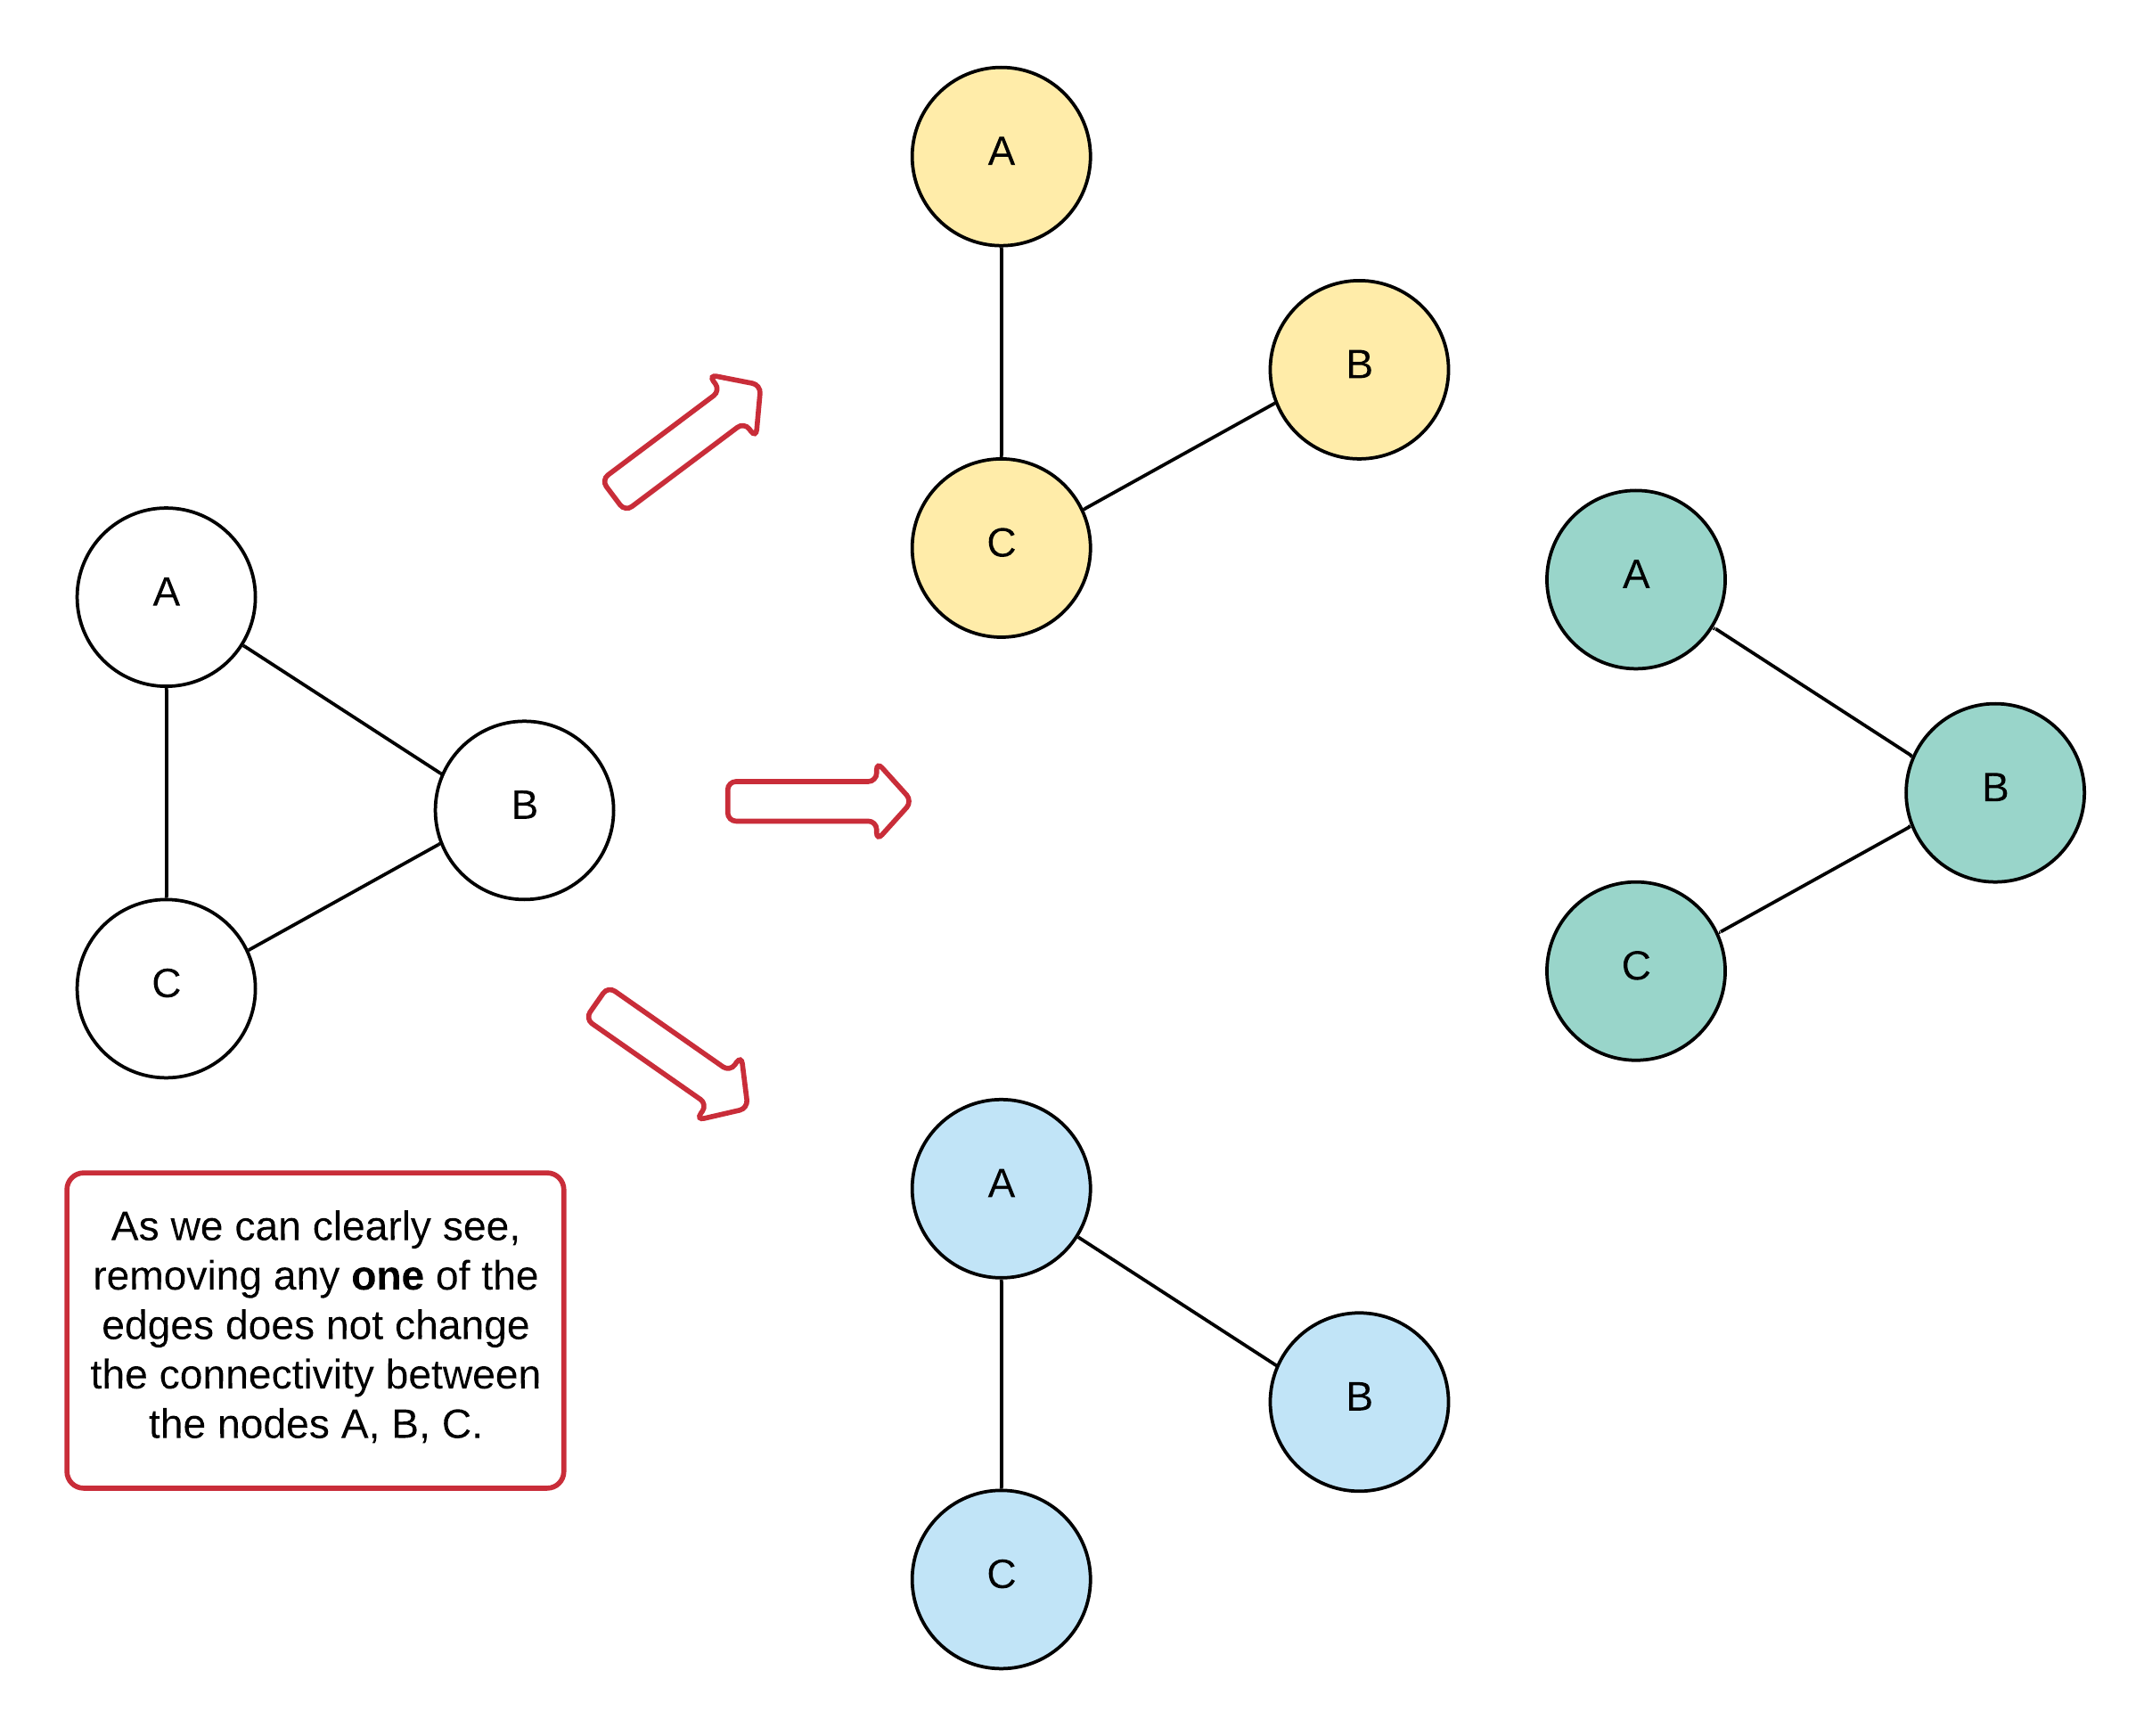 A
B
C
A
B
C
A
B
C
A
B
C
As we can clearly see,
removing any one of the
edges does not change
the connectivity between
the nodes A, B, C.